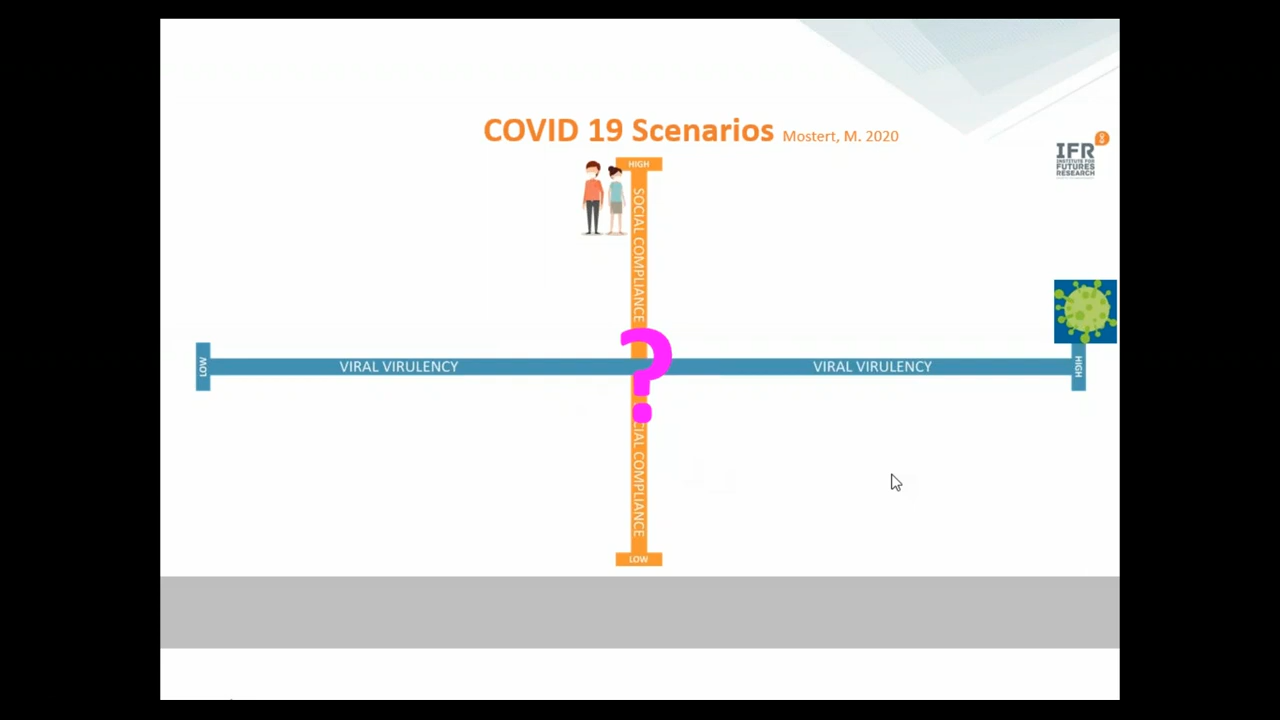 COVID 19 Scenarios Mostert, M. 2020
IFR
INSTITUTE FOR
FUTURES
RESEARCH
HIGH
SOCIAL COMPLIANCE
LOW
VIRAL VIRULENCY
?
VIRAL VIRULENCY
HIGH
CIAL COMPLIANCE
LOW